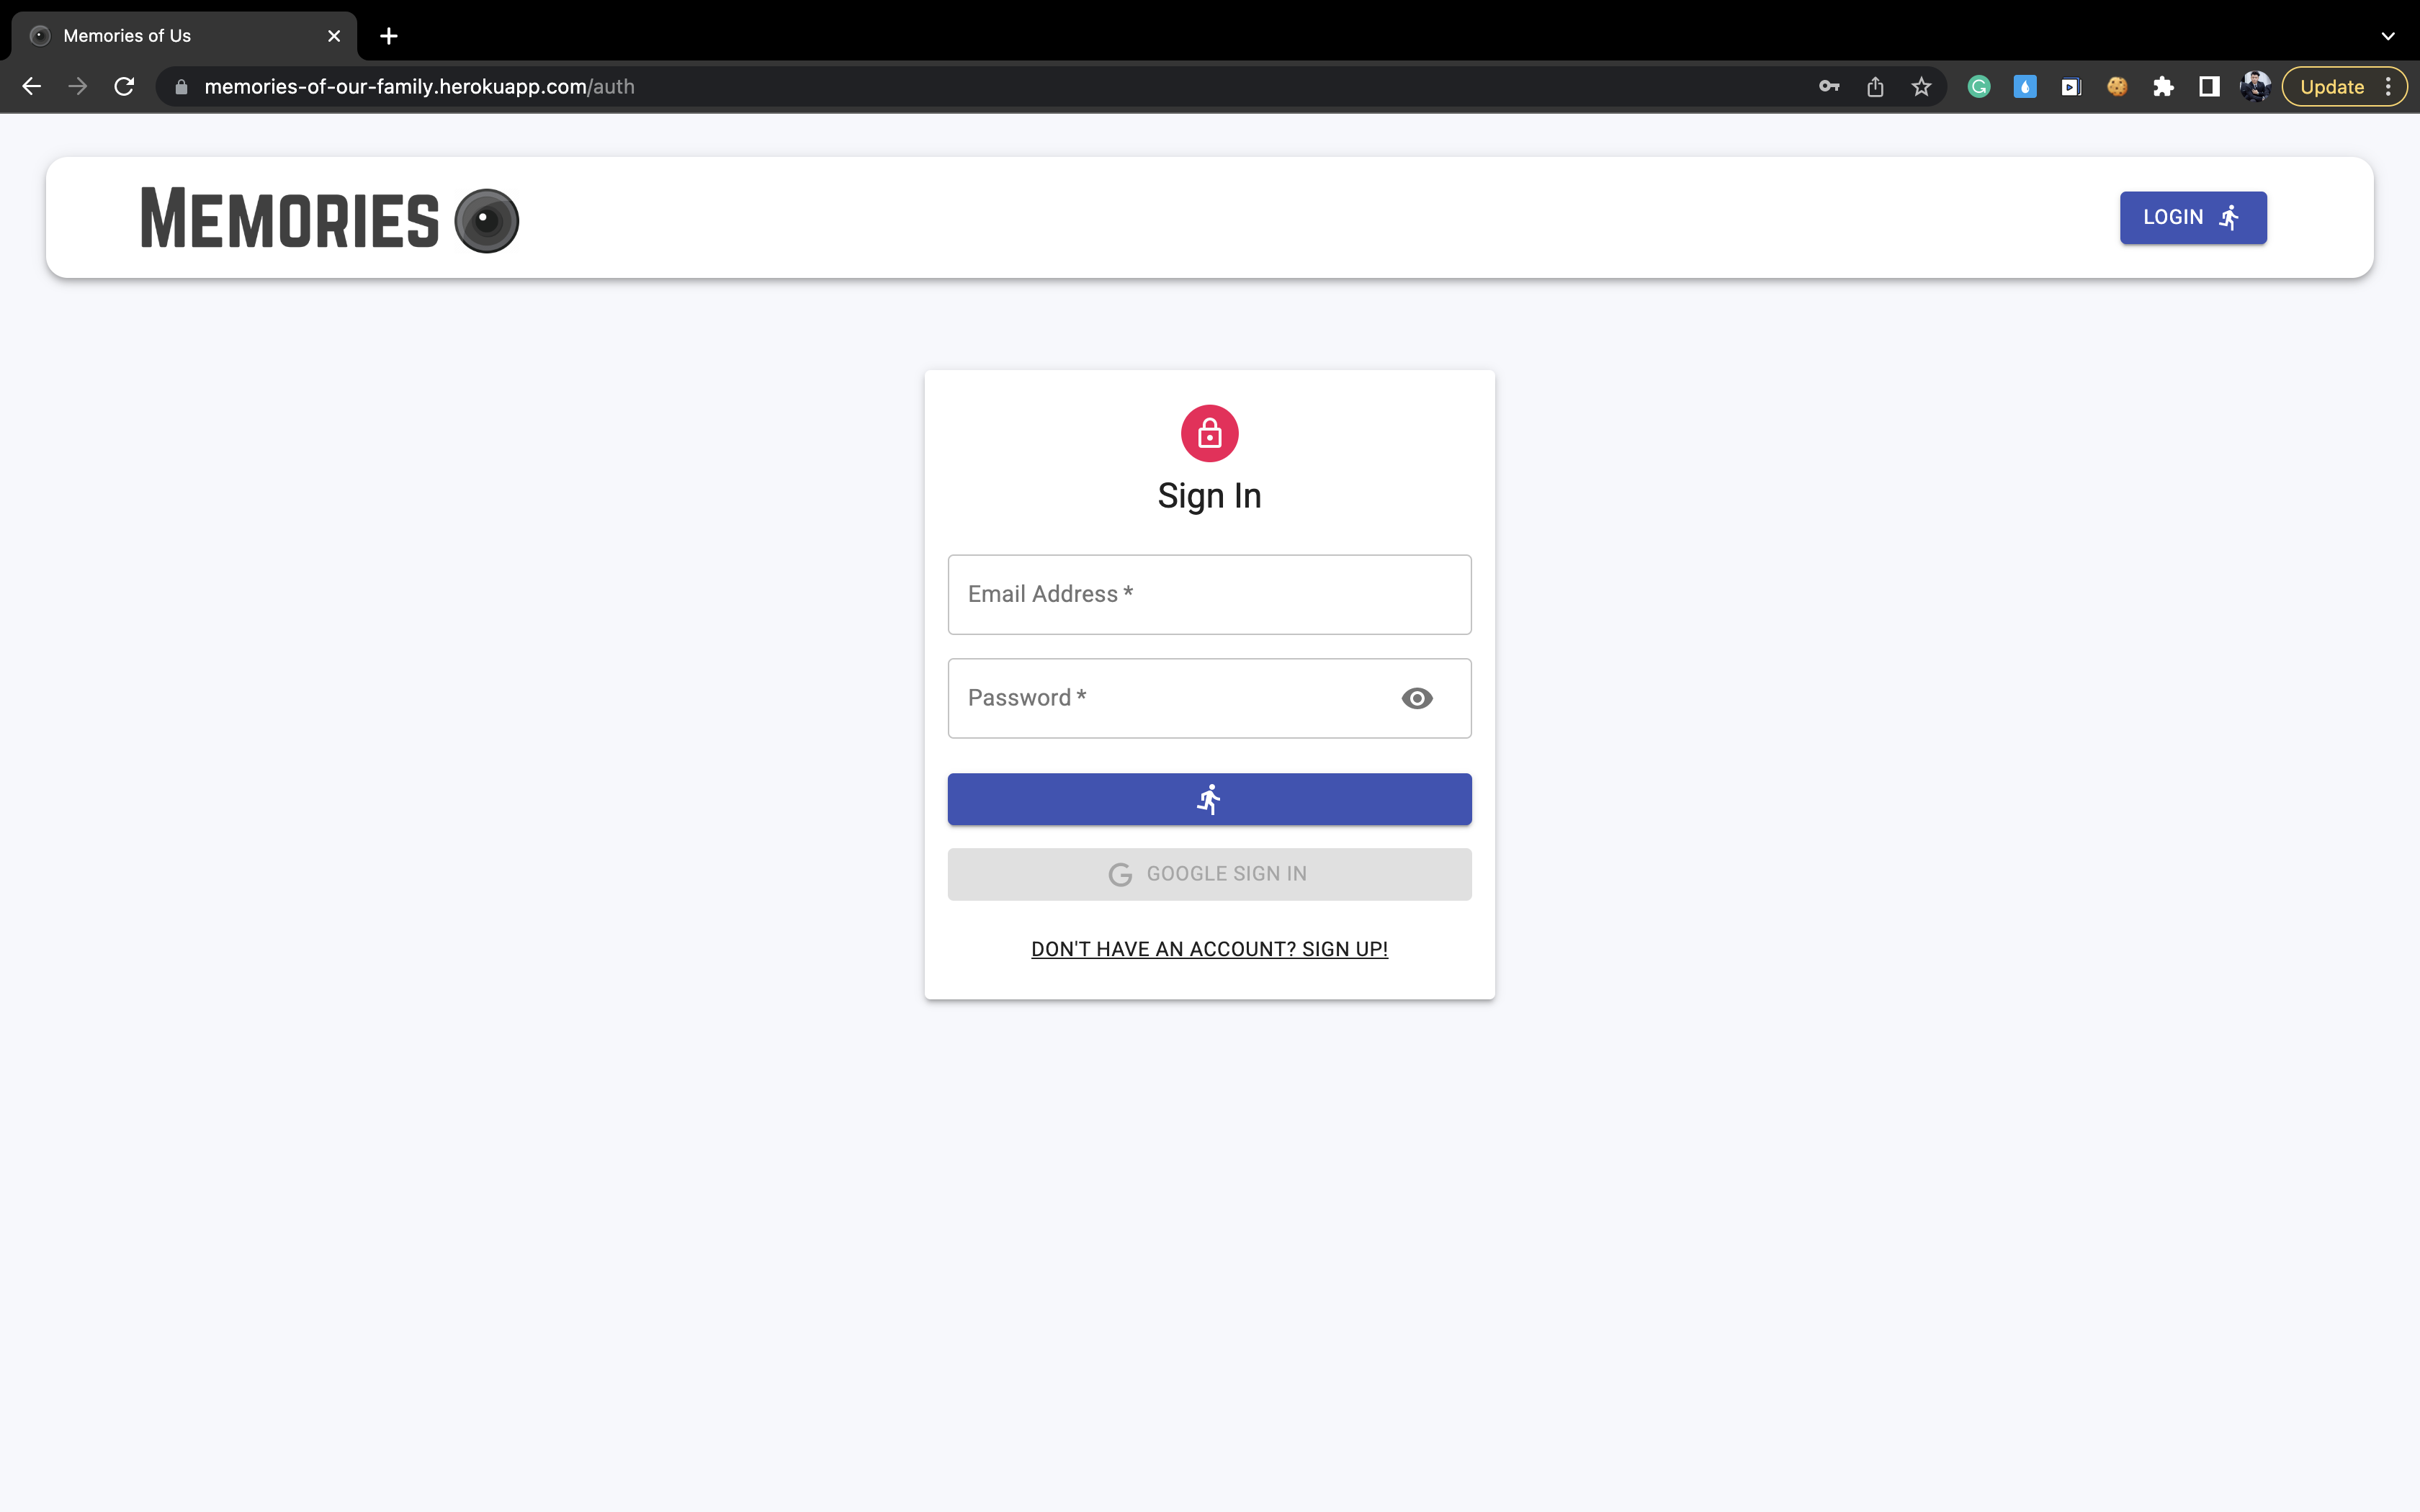 Memories of Us
memories-of-our-family.herokuapp.com/auth
Update
MEMORIES
LOGIN
Sign In
Email Address *
Password *
GOOGLE SIGN IN
DON'T HAVE AN ACCOUNT? SIGN UP!